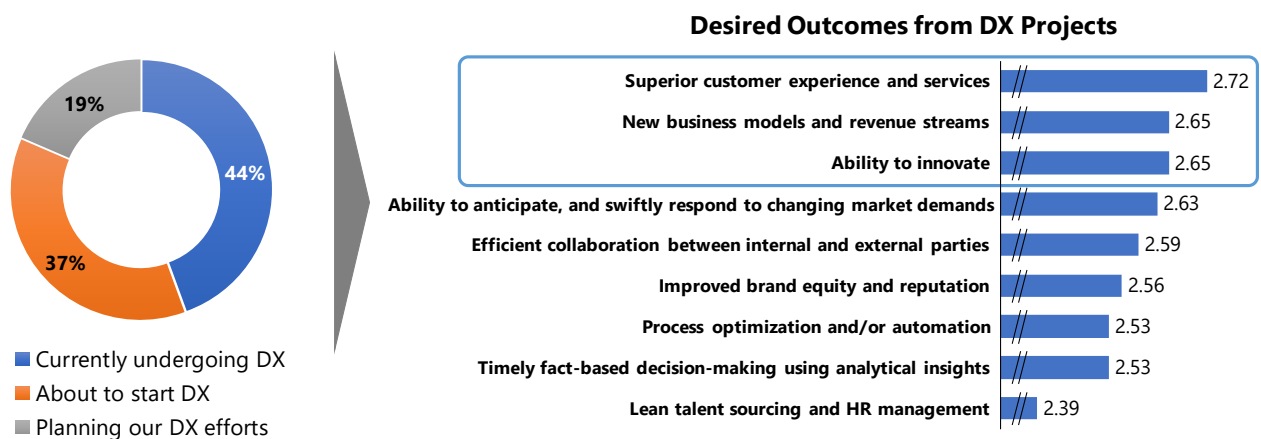 Desired Outcomes from DX Projects
19%
44%
37%
Currently undergoing DX
About to start DX
Planning our DX efforts
Superior customer experience and services 2.72
New business models and revenue streams 2.65
Ability to innovate 2.65
Ability to anticipate, and swiftly respond to changing market demands 2.63
Efficient collaboration between internal and external parties 2.59
Improved brand equity and reputation 2.56
Process optimization and/or automation 2.53
Timely fact-based decision-making using analytical insights 2.53
Lean talent sourcing and HR management 2.39